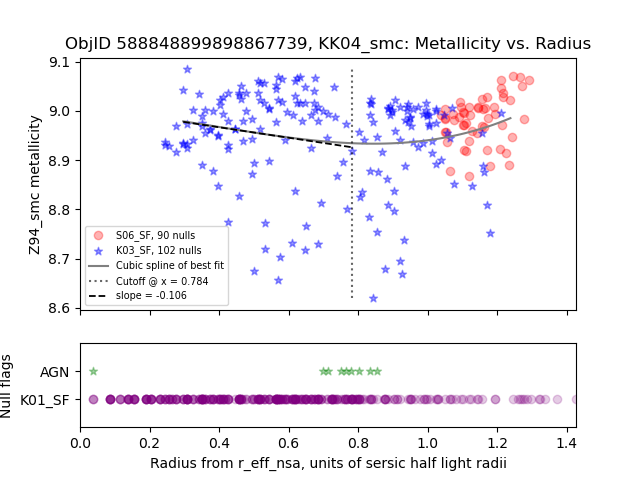 ObjID 588848899898867739, KK04_smc: Metallicity vs. Radius
Z94_smc metallicity
9.1
9.0
8.9
8.8
8.7
8.6
S06_SF, 90 nulls
K03_SF, 102 nulls
Cubic spline of best fit
Cutoff @ x = 0.784
slope = -0.106
Null flags
AGN
K01_SF
0.0 0.2 0.4 0.6 0.8 1.0 1.2 1.4
Radius from r_eff_nsa, units of sersic half light radii